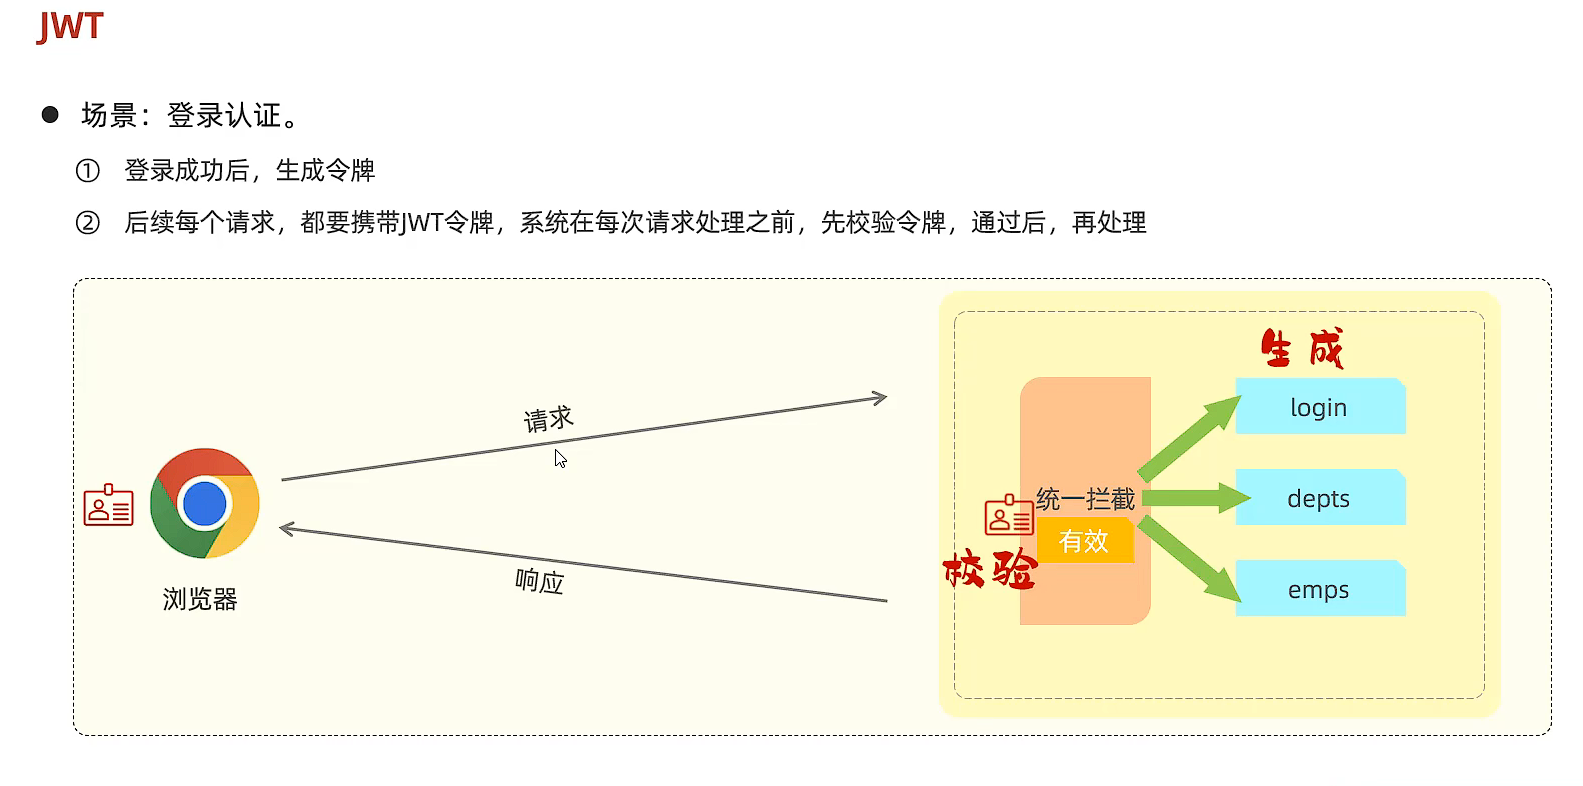 JWT
● 场景：登录认证。
① 登录成功后，生成令牌
② 后续每个请求，都要携带JWT令牌，系统在每次请求处理之前，先校验令牌，通过后，再处理
生成
login
请求
统一拦截
depts
有效
校验
响应
emps
浏览器